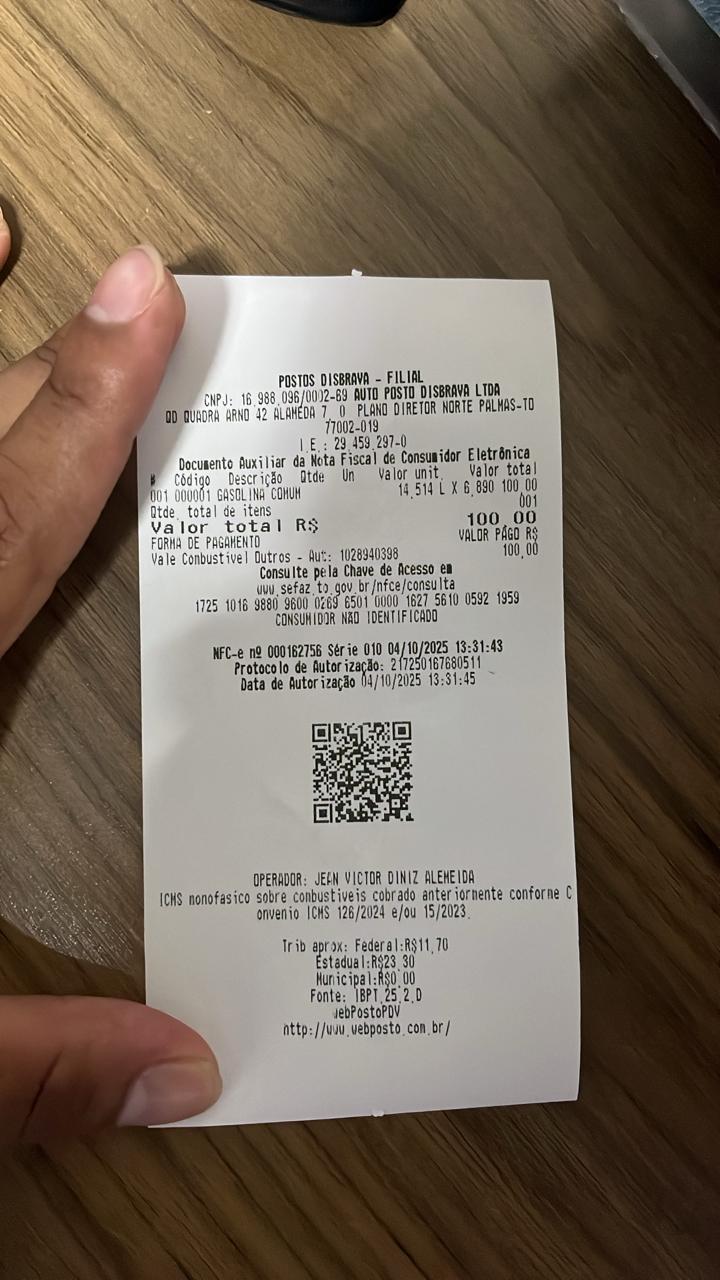 POSTOS DISBRAVA - FILIAL
CNPJ: 16.988.096/0002-69 AUTO POSTO DISBRAVA LTDA
QD QUADRA ARNO 42 ALAMEDA 7, 0, PLANO DIRETOR NORTE PALMAS-TO
77002-019
I.E.: 29.459.297-0
Documento Auxiliar da Nota Fiscal de Consumidor Eletrônica
# Código Descrição Qtde Un Valor unit. Valor total
001 000001 GASOLINA COMUM 14,514 L X 6,890 100,00
Qtde. total de itens 001
Valor total R$ 100,00
FORMA DE PAGAMENTO VALOR PAGO R$
Vale Combustível Outros - Aut: 1028940398 100,00
Consulte pela Chave de Acesso em
www.sefaz.to.gov.br/nfce/consulta
1725 1016 9880 9600 0269 6501 0000 1627 5610 0592 1959
CONSUMIDOR NÃO IDENTIFICADO
NFC-e nº 000162756 Série 010 04/10/2025 13:31:43
Protocolo de Autorização: 217250167680511
Data de Autorização 04/10/2025 13:31:45
OPERADOR: JEAN VICTOR DINIZ ALEMEIDA
ICMS monofasico sobre combustiveis cobrado anteriormente conforme C
onvenio ICMS 126/2024 e/ou 15/2023.
Trib aprox: Federal:R$11,70
Estadual:R$23,30
Municipal:R$0,00
Fonte: IBPT.25.2.D
webPostoPDV
http://www.webposto.com.br/